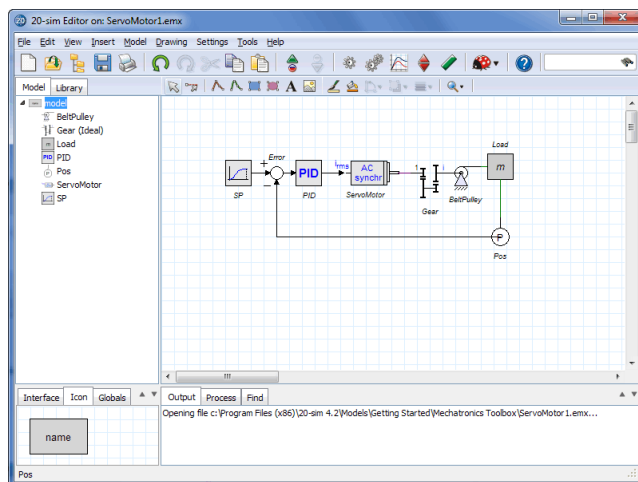 20-sim Editor on: ServoMotor1.emx
File Edit View Insert Model Drawing Settings Tools Help
Model Library
model
BeltPulley
Gear (Ideal)
m Load
PID PID
P Pos
ServoMotor
SP
A
Load
Error
+
−
irms
AC
synchr
PID
1
i
m
SP
PID
ServoMotor
Gear
BeltPulley
P
Pos
Interface Icon Globals
Output Process Find
Opening file c:\Program Files (x86)\20-sim 4.2\Models\Getting Started\Mechatronics Toolbox\ServoMotor1.emx...
name
Pos